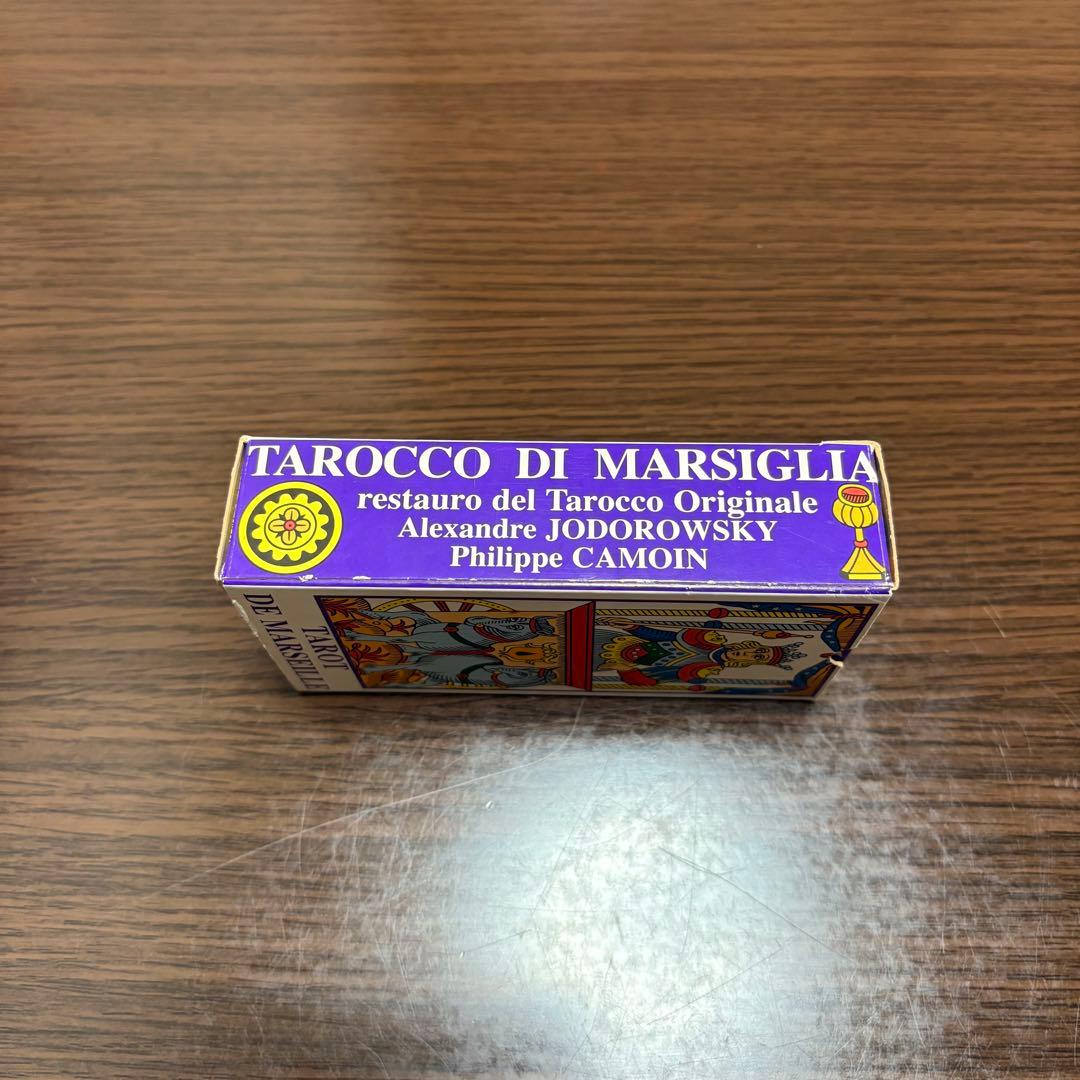 TAROCCO DI MARSIGLIA
restauro del Tarocco Originale
Alexandre JODOROWSKY
Philippe CAMOIN
TAROT
DE MARSEILLE